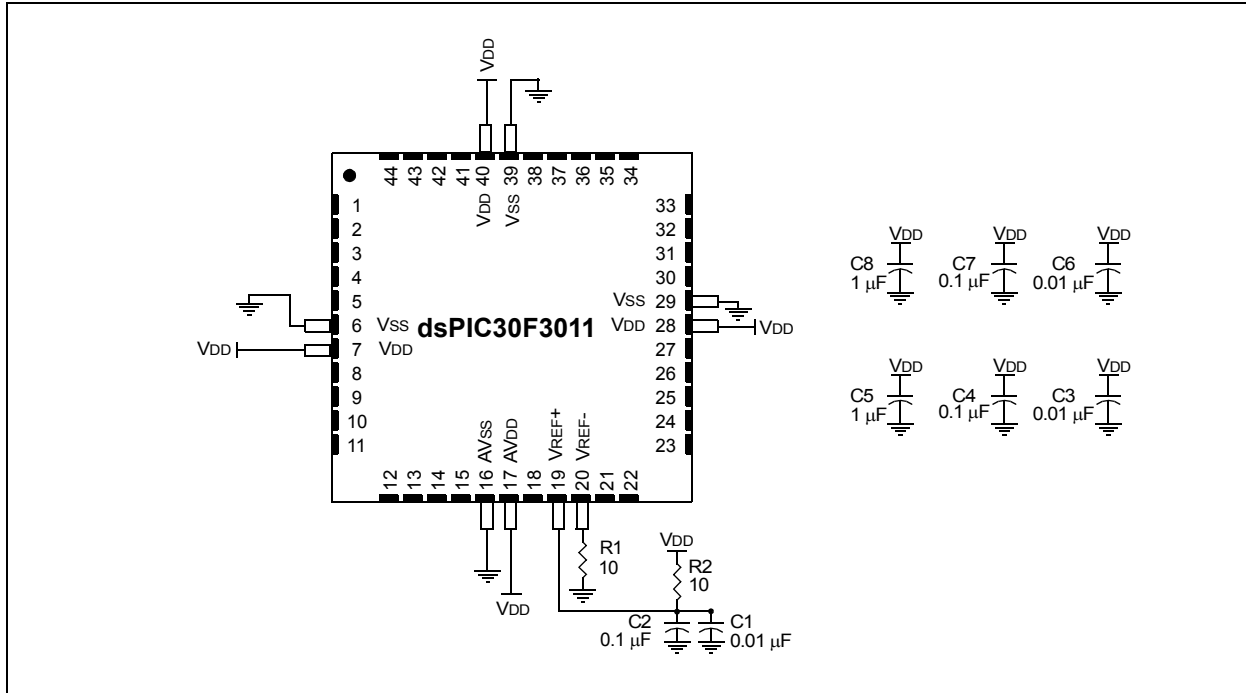 VDD
44 43 42 41 40 39 38 37 36 35 34
VDD VSS
1
2
3
4
5
6 VSS
7 VDD
8
9
10
11
VDD
dsPIC30F3011
33
32
31
30
VSS 29
VDD 28
VDD
27
26
25
24
23
AVSS AVDD VREF+ VREF-
12 13 14 15 16 17 18 19 20 21 22
R1
10
VDD
VDD
R2
10
C2
0.1 µF
C1
0.01 µF
VDD VDD VDD
C8
1 µF
C7
0.1 µF
C6
0.01 µF
VDD VDD VDD
C5
1 µF
C4
0.1 µF
C3
0.01 µF